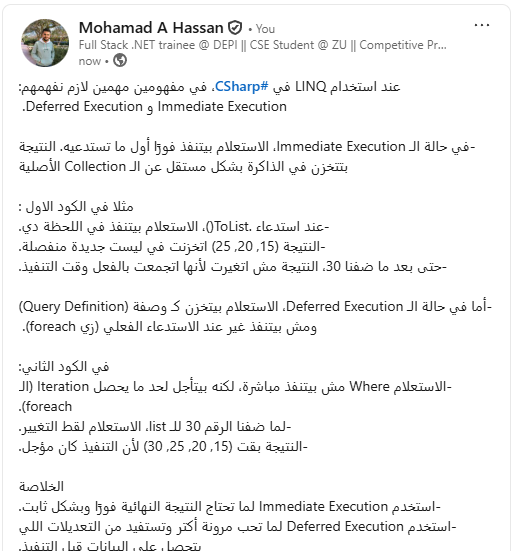 Mohamad A Hassan • You
Full Stack .NET trainee @ DEPI || CSE Student @ ZU || Competitive Pr...
now •
عند استخدام LINQ في #CSharp، في مفهومين مهمين لازم نفهمهم:
Immediate Execution و Deferred Execution.
-في حالة الـ Immediate Execution، الاستعلام بيتنفذ فورًا أول ما تستدعيه. النتيجة
بتتخزن في الذاكرة بشكل مستقل عن الـ Collection الأصلية
مثلا في الكود الاول :
-عند استدعاء .ToList()، الاستعلام بيتنفذ في اللحظة دي.
-النتيجة (15, 20, 25) اتخزنت في ليست جديدة منفصلة.
-حتى بعد ما ضفنا 30، النتيجة مش اتغيرت لأنها اتجمعت بالفعل وقت التنفيذ.
-أما في حالة الـ Deferred Execution، الاستعلام بيتخزن كـ وصفة (Query Definition)
ومش بيتنفذ غير عند الاستدعاء الفعلي (زي foreach).
في الكود الثاني:
-الاستعلام Where مش بيتنفذ مباشرة، لكنه بيتأجل لحد ما يحصل Iteration (الـ
foreach).
-لما ضفنا الرقم 30 للـ list، الاستعلام لقط التغيير.
-النتيجة بقت (15, 20, 25, 30) لأن التنفيذ كان مؤجل.
الخلاصة
-استخدم Immediate Execution لما تحتاج النتيجة النهائية فورًا وبشكل ثابت.
-استخدم Deferred Execution لما تحب مرونة أكتر وتستفيد من التعديلات اللي
بتحصل على البيانات قبل التنفيذ.